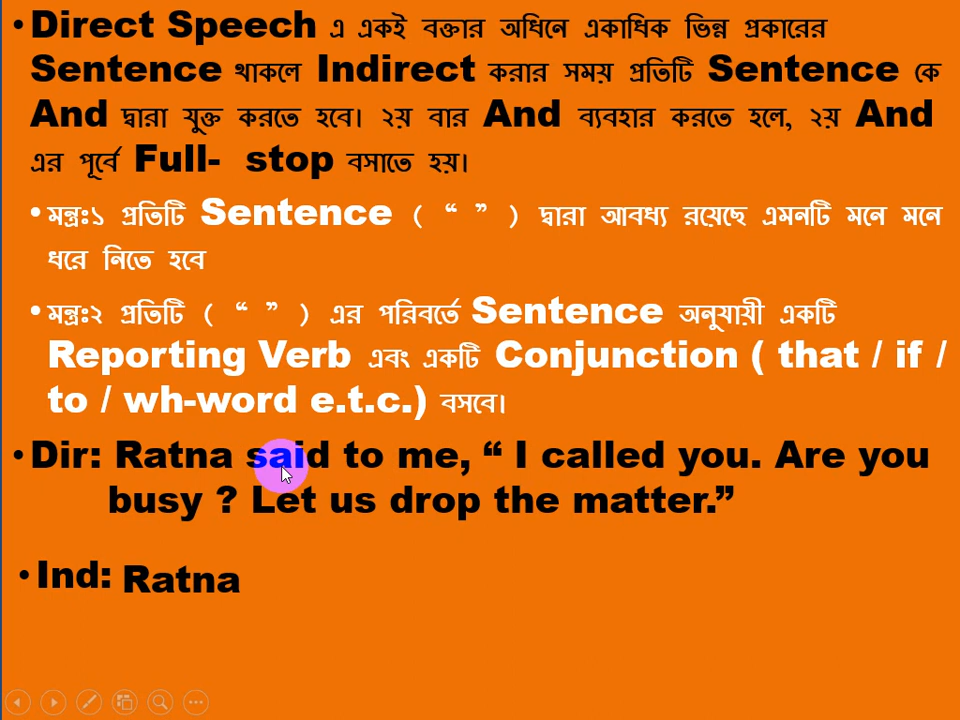 • Direct Speech এ একই বক্তার অধিনে একাধিক ভিন্ন প্রকারের
Sentence থাকলে Indirect করার সময় প্রতিটি Sentence কে
And দ্বারা যুক্ত করতে হবে। ২য় বার And ব্যবহার করতে হলে, ২য় And
এর পূর্বে Full- stop বসাতে হয়।
• মন্ত্রঃ১ প্রতিটি Sentence ( “ ” ) দ্বারা আবধ্য রয়েছে এমনটি মনে মনে
ধরে নিতে হবে
• মন্ত্রঃ২ প্রতিটি ( “ ” ) এর পরিবর্তে Sentence অনুযায়ী একটি
Reporting Verb এবং একটি Conjunction ( that / if /
to / wh-word e.t.c.) বসবে।
• Dir: Ratna said to me, “ I called you. Are you
busy ? Let us drop the matter.”
• Ind: Ratna